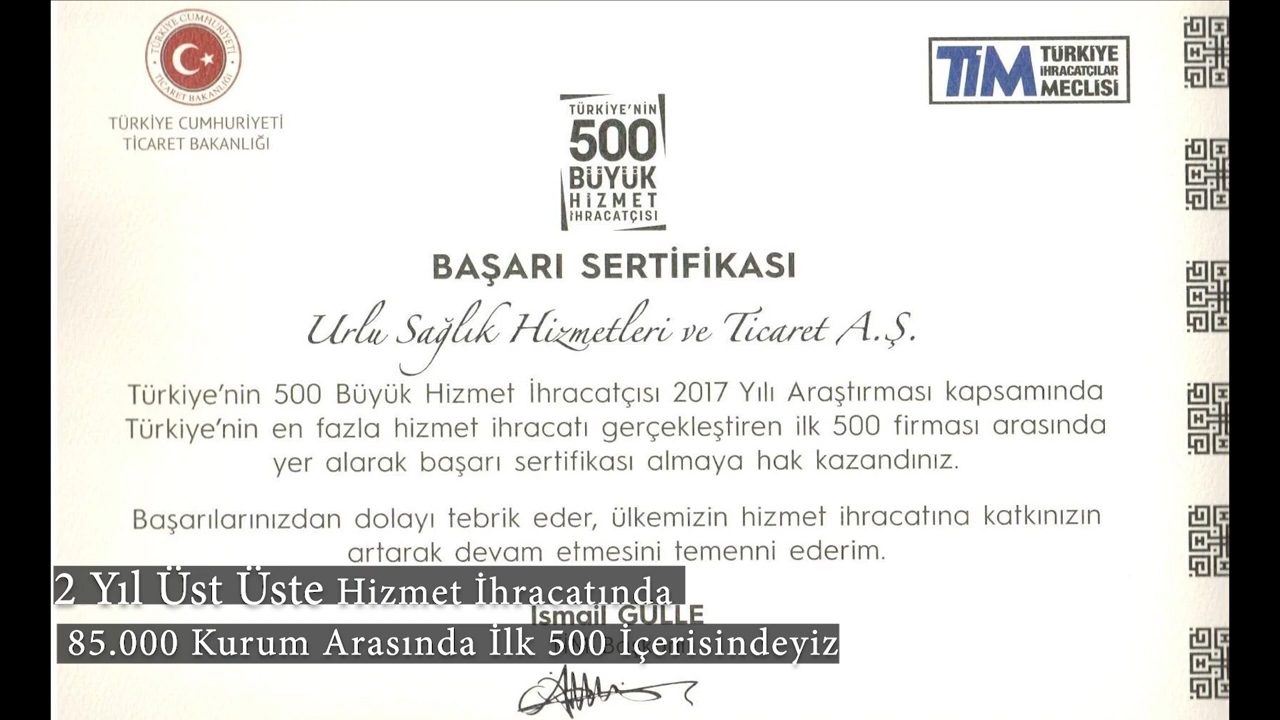 TÜRKİYE CUMHURİYETİ
TİCARET BAKANLIĞI
TÜRKİYE CUMHURİYETİ
TİCARET BAKANLIĞI
TİM TÜRKİYE
İHRACATÇILAR
MECLİSİ
TÜRKİYE'NİN
500
BÜYÜK
HİZMET
İHRACATÇISI
BAŞARI SERTİFİKASI
Urlu Sağlık Hizmetleri ve Ticaret A.Ş.
Türkiye'nin 500 Büyük Hizmet İhracatçısı 2017 Yılı Araştırması kapsamında
Türkiye'nin en fazla hizmet ihracatı gerçekleştiren ilk 500 firması arasında
yer alarak başarı sertifikası almaya hak kazandınız.
Başarılarınızdan dolayı tebrik eder, ülkemizin hizmet ihracatına katkınızın
artarak devam etmesini temenni ederim.
2 Yıl Üst Üste Hizmet İhracatında
İsmail GÜLLE
85.000 Kurum Arasında İlk 500 İçerisindeyiz